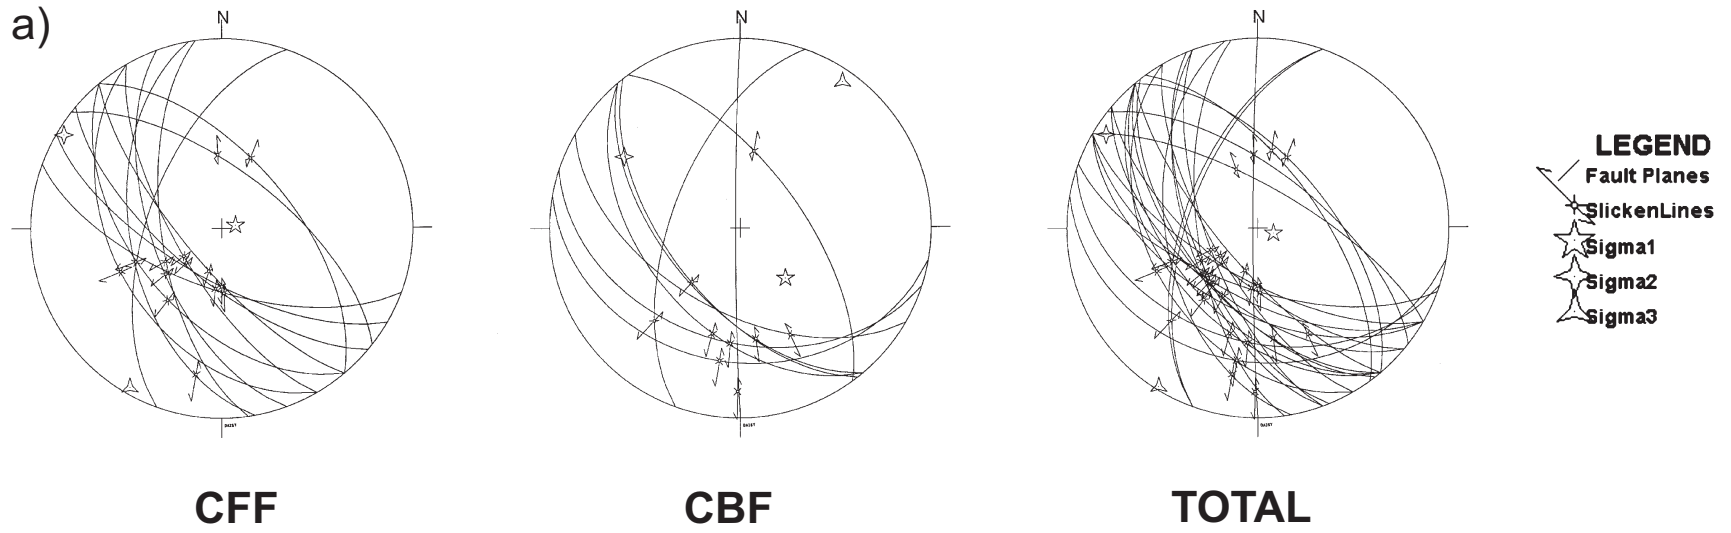 a)
N
N
N
LEGEND
Fault Planes
SlickenLines
Sigma1
Sigma2
Sigma3
CFF
CBF
TOTAL